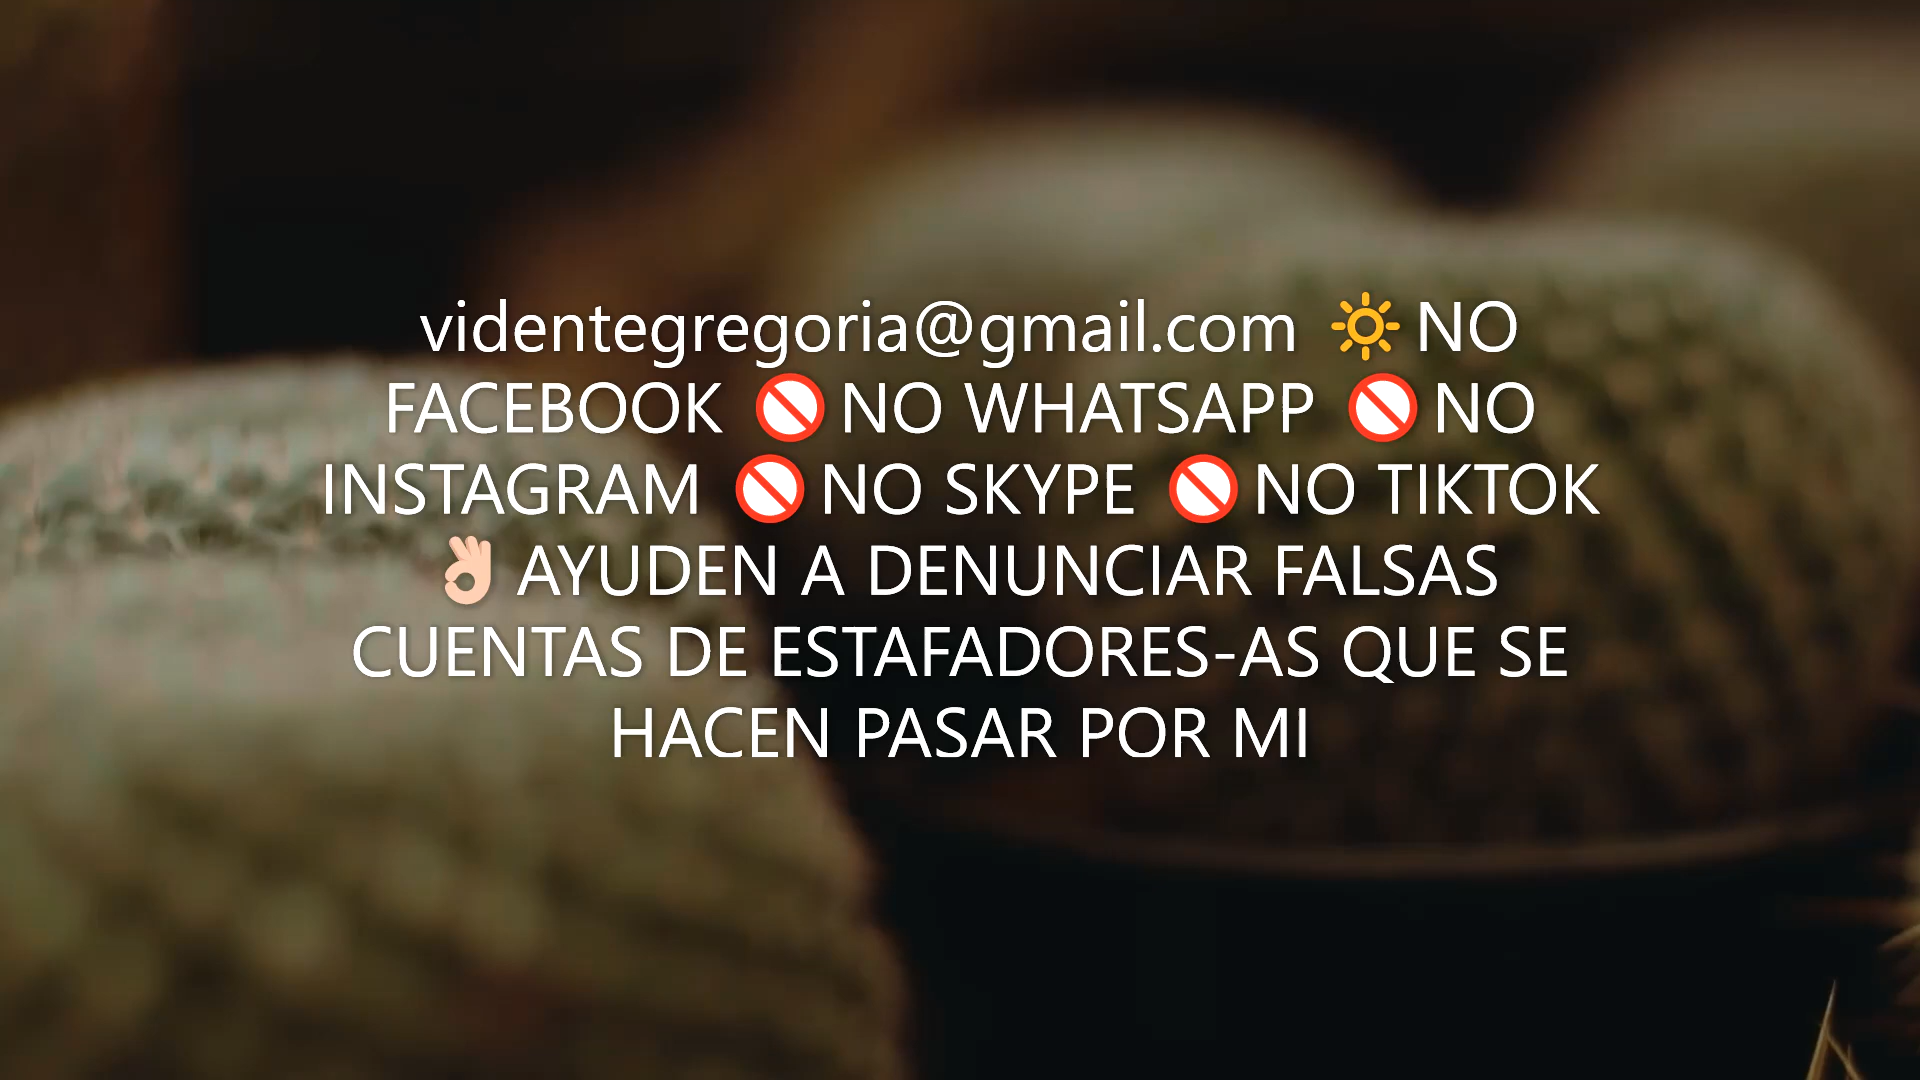 videntegregoria@gmail.com 🔆NO
FACEBOOK 🚫NO WHATSAPP 🚫NO
INSTAGRAM 🚫NO SKYPE 🚫NO TIKTOK
👌🏻AYUDEN A DENUNCIAR FALSAS
CUENTAS DE ESTAFADORES-AS QUE SE
HACEN PASAR POR MI